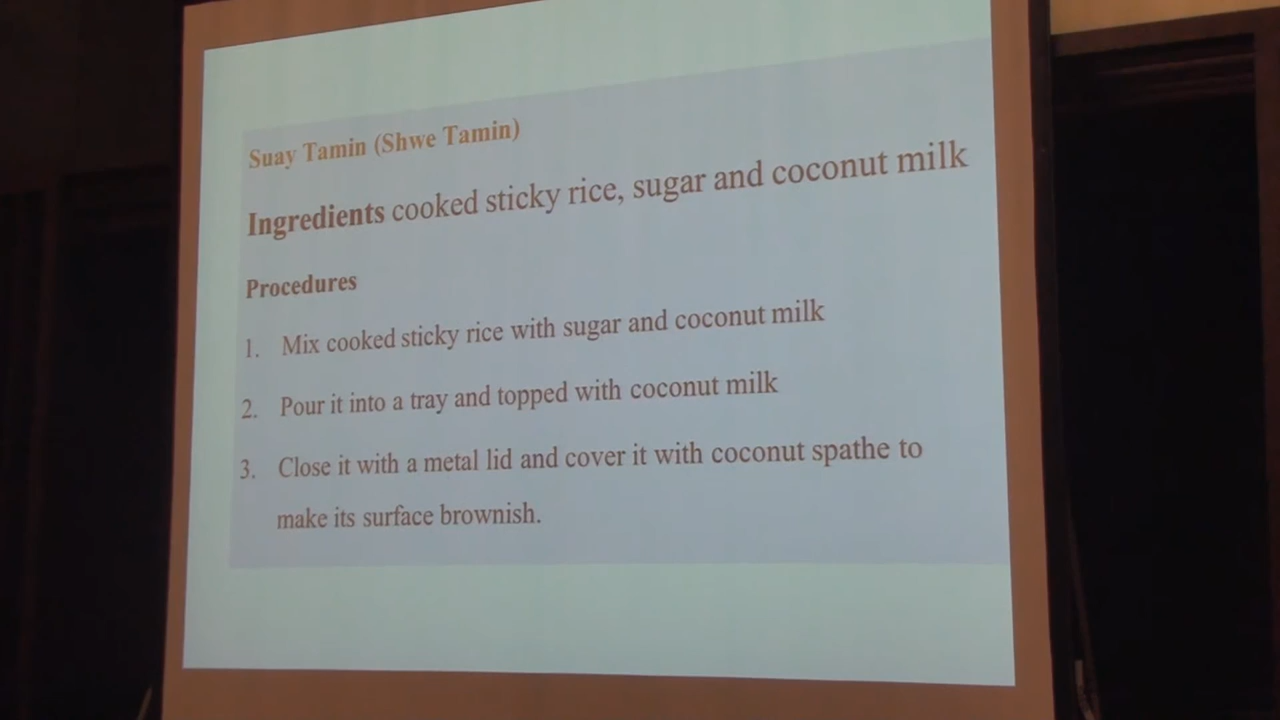 Suay Tamin (Shwe Tamin)
Ingredients cooked sticky rice, sugar and coconut milk
Procedures
1. Mix cooked sticky rice with sugar and coconut milk
2. Pour it into a tray and topped with coconut milk
3. Close it with a metal lid and cover it with coconut spathe to
make its surface brownish.